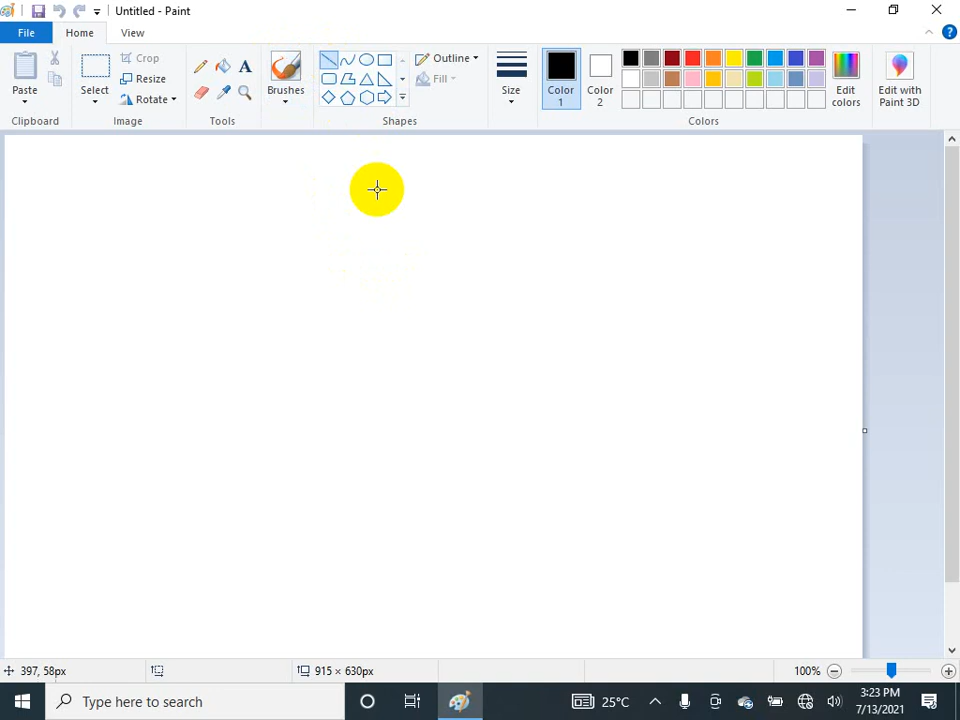 Untitled - Paint
File
Home
View
Paste
Clipboard
Select
Crop
Resize
Rotate
Image
A
Tools
Brushes
Outline
Fill
Shapes
Size
Color
1
Color
2
Edit
colors
Colors
Edit with
Paint 3D
397, 58px
915 × 630px
100%
Type here to search
25°C
3:23 PM
7/13/2021